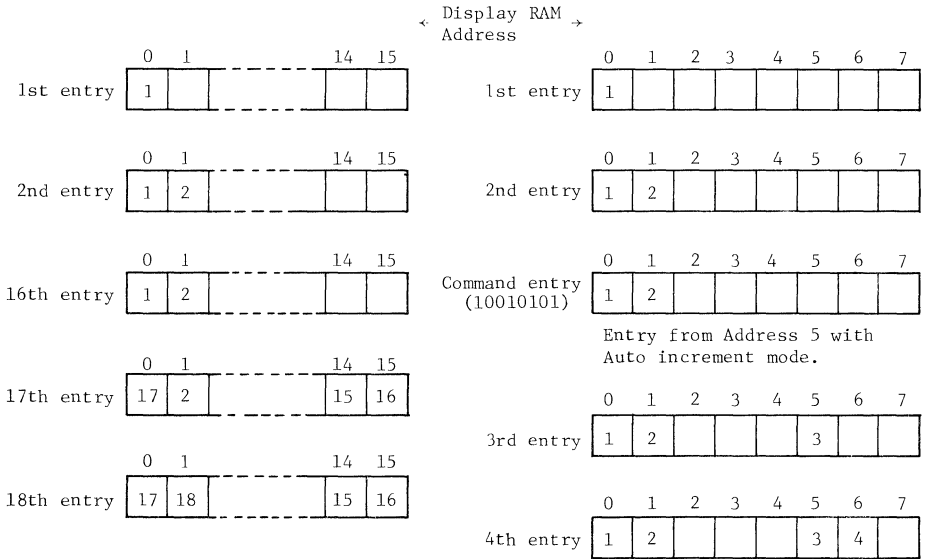 ← Display RAM →
Address
0 1 14 15
1st entry 1
0 1 14 15
2nd entry 1 2
0 1 14 15
16th entry 1 2
0 1 14 15
17th entry 17 2 15 16
0 1 14 15
18th entry 17 18 15 16
0 1 2 3 4 5 6 7
1st entry 1
0 1 2 3 4 5 6 7
2nd entry 1 2
0 1 2 3 4 5 6 7
Command entry 1 2
(10010101)
Entry from Address 5 with
Auto increment mode.
0 1 2 3 4 5 6 7
3rd entry 1 2 3
0 1 2 3 4 5 6 7
4th entry 1 2 3 4